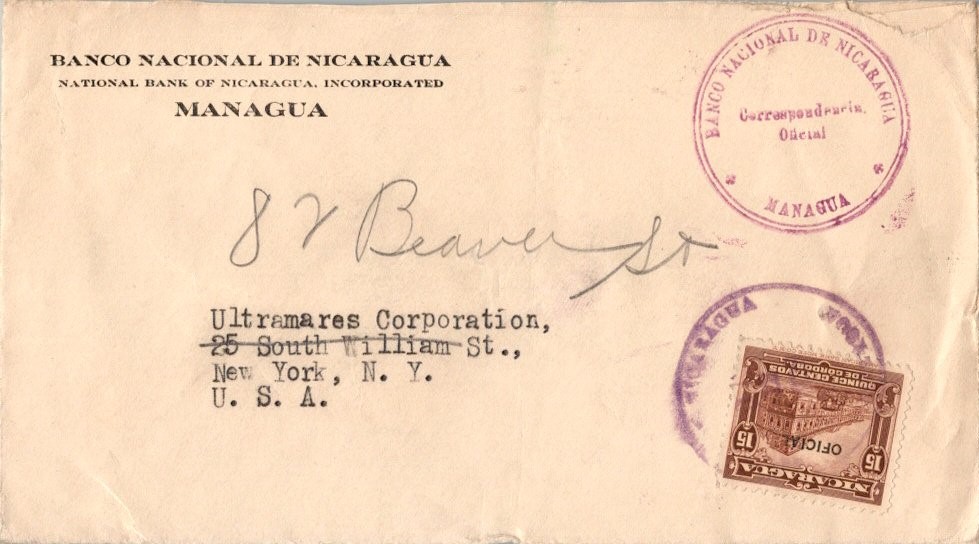 BANCO NACIONAL DE NICARAGUA
NATIONAL BANK OF NICARAGUA, INCORPORATED
MANAGUA
BANCO NACIONAL DE NICARAGUA
Correspondencia
Oficial
MANAGUA
82 Beaver St
Ultramares Corporation,
25 South William St.,
New York, N. Y.
U. S. A.
NICARAGUA
NICARAGUA
15 15
OFICIAL
QUINCE CENTAVOS
DE CORDOBA